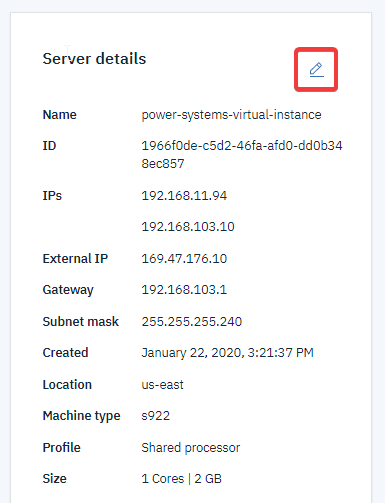 Server details
Name power-systems-virtual-instance
ID 1966f0de-c5d2-46fa-afd0-dd0b34
8ec857
IPs 192.168.11.94
192.168.103.10
External IP 169.47.176.10
Gateway 192.168.103.1
Subnet mask 255.255.255.240
Created January 22, 2020, 3:21:37 PM
Location us-east
Machine type s922
Profile Shared processor
Size 1 Cores | 2 GB